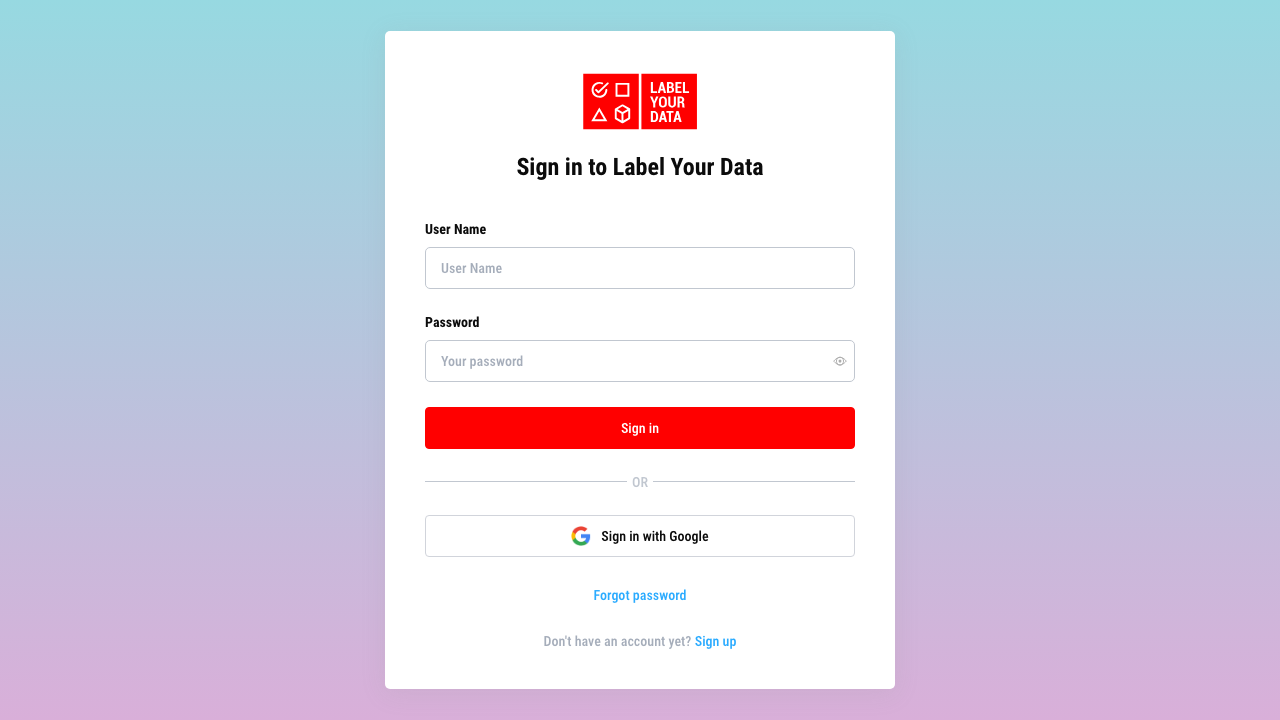 LABEL
YOUR
DATA
Sign in to Label Your Data
User Name
User Name
Password
Your password
Sign in
OR
Sign in with Google
Forgot password
Don't have an account yet? Sign up